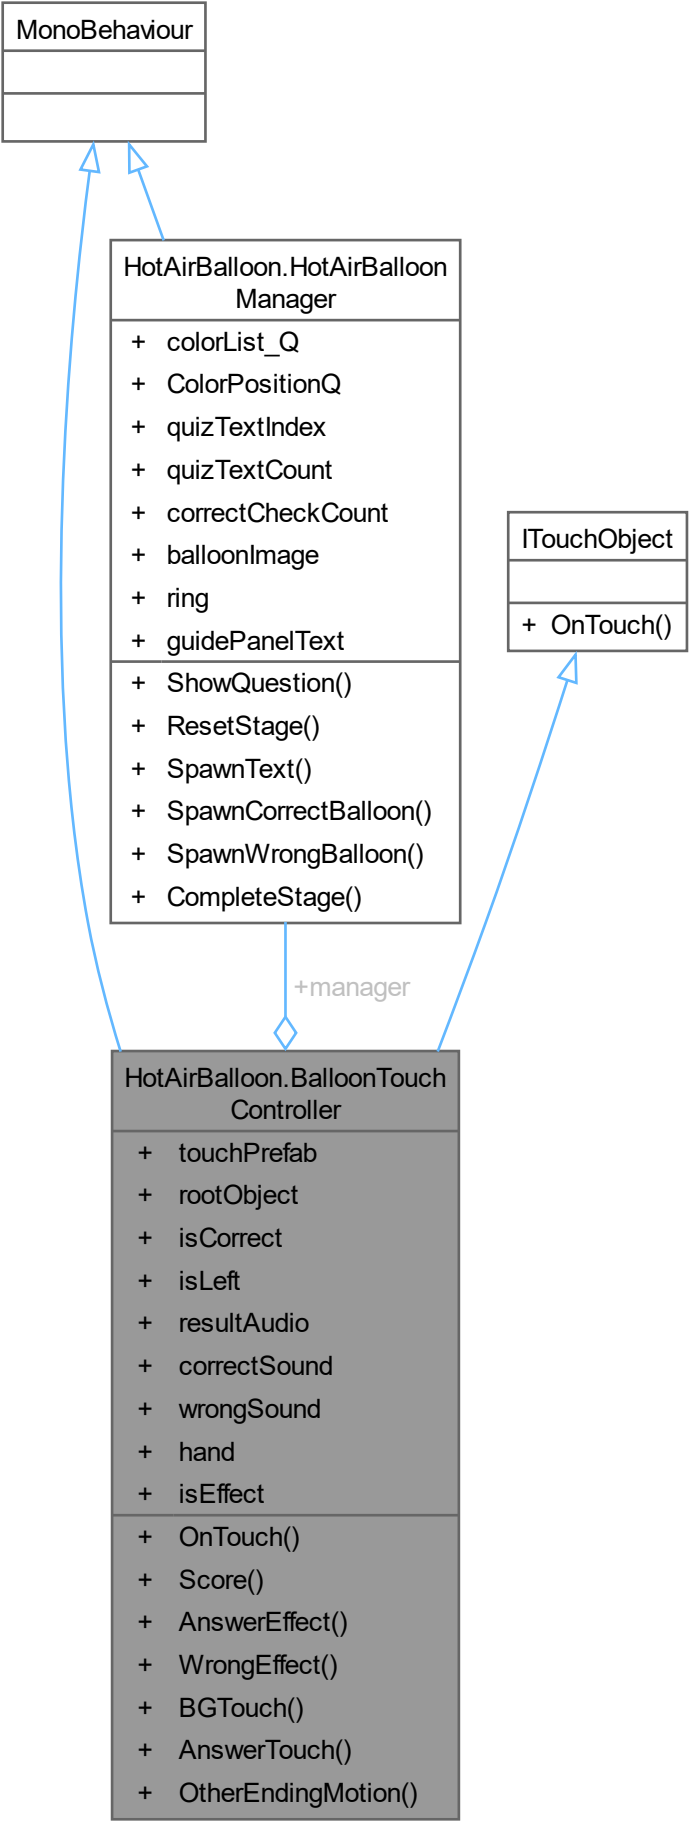 MonoBehaviour
HotAirBalloon.HotAirBalloon
Manager
+ colorList_Q
+ ColorPositionQ
+ quizTextIndex
+ quizTextCount
+ correctCheckCount
+ balloonImage
+ ring
+ guidePanelText
+ ShowQuestion()
+ ResetStage()
+ SpawnText()
+ SpawnCorrectBalloon()
+ SpawnWrongBalloon()
+ CompleteStage()
ITouchObject
+ OnTouch()
+manager
HotAirBalloon.BalloonTouch
Controller
+ touchPrefab
+ rootObject
+ isCorrect
+ isLeft
+ resultAudio
+ correctSound
+ wrongSound
+ hand
+ isEffect
+ OnTouch()
+ Score()
+ AnswerEffect()
+ WrongEffect()
+ BGTouch()
+ AnswerTouch()
+ OtherEndingMotion()